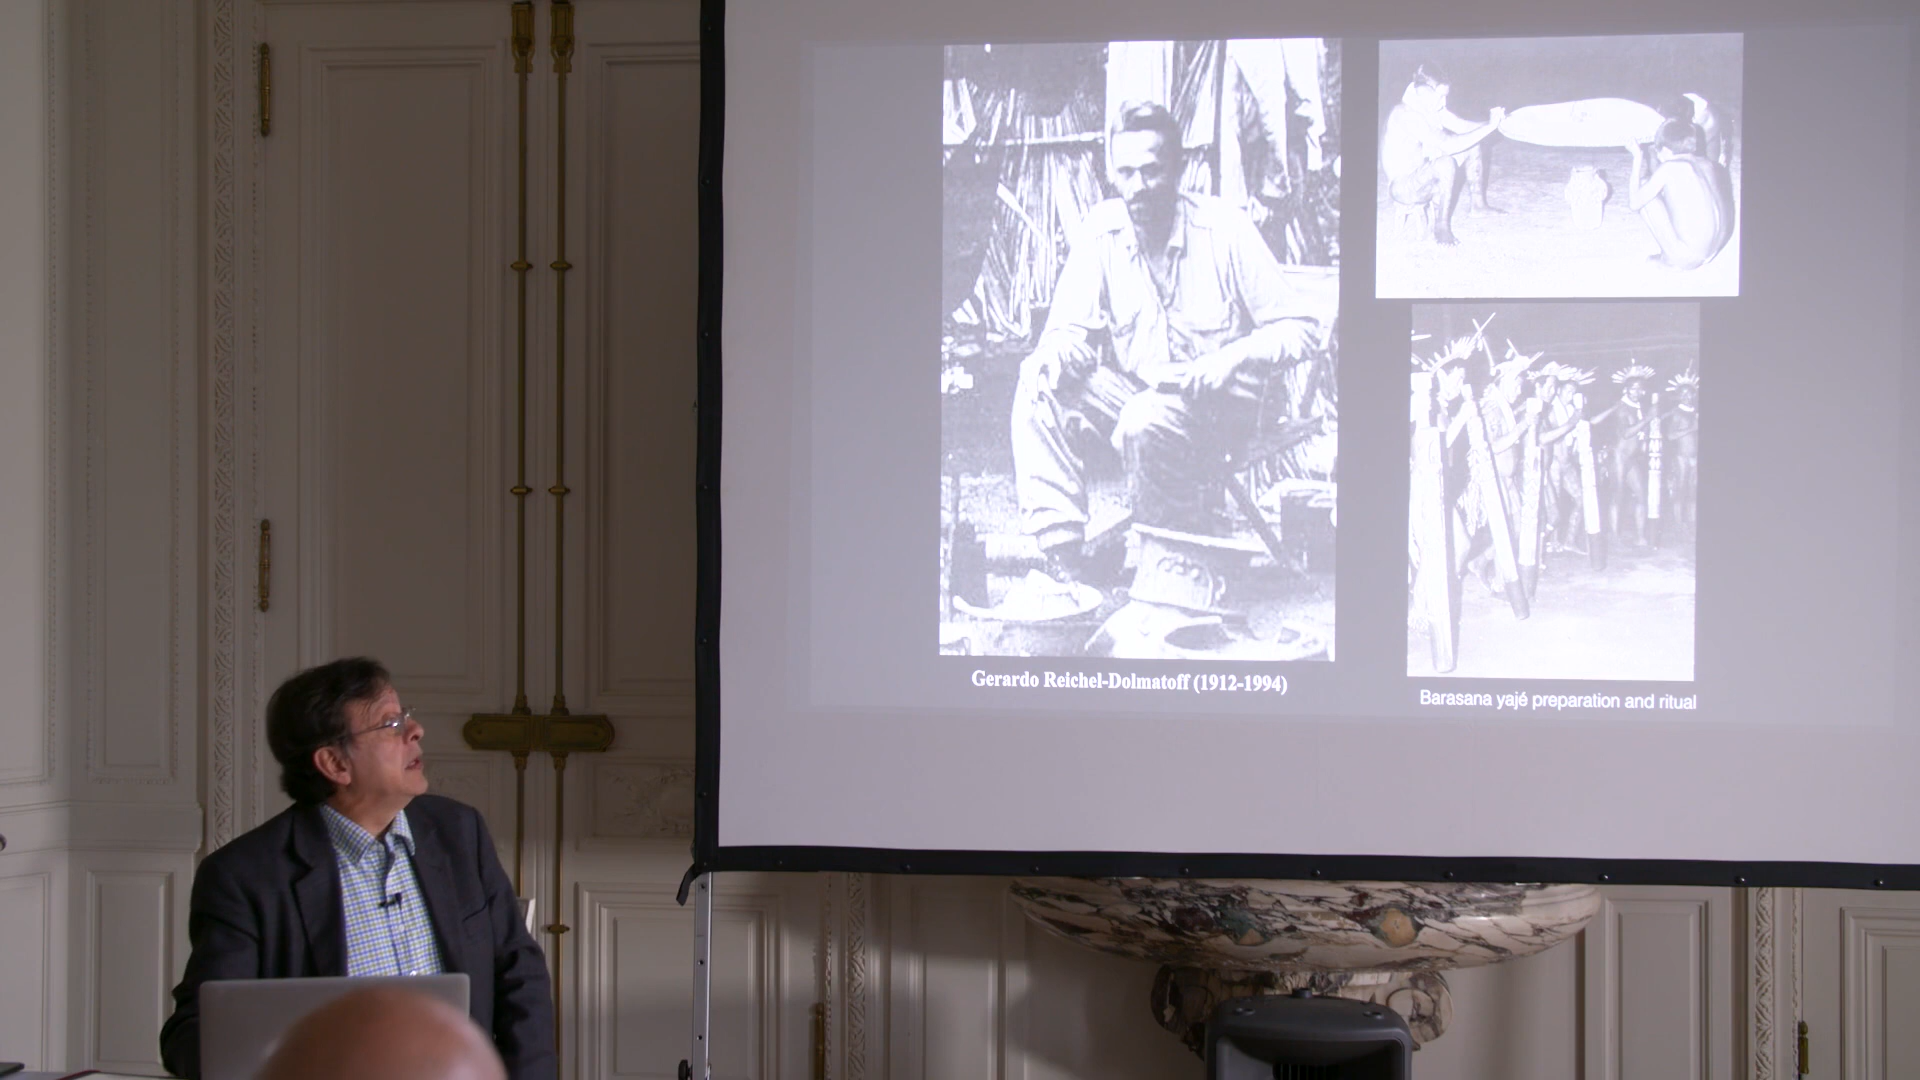 Gerardo Reichel-Dolmatoff (1912-1994)
Barasana yajé preparation and ritual